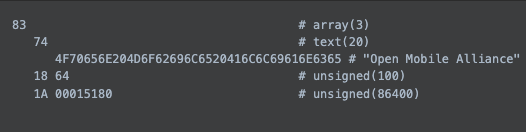 83 # array(3)
74 # text(20)
4F70656E204D6F62696C6520416C6C69616E6365 # "Open Mobile Alliance"
18 64 # unsigned(100)
1A 00015180 # unsigned(86400)